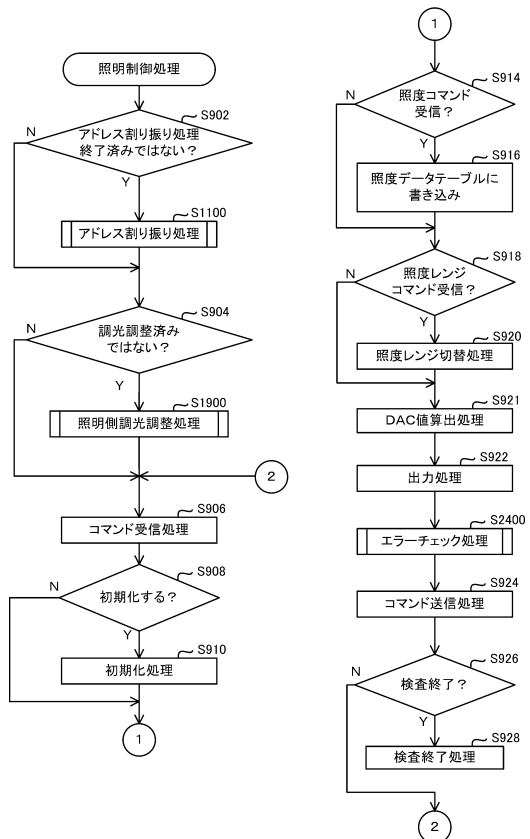 照明制御処理
S902
N
アドレス割り振り処理
終了済みではない？
Y
S1100
アドレス割り振り処理
S904
N
調光調整済み
ではない？
Y
S1900
照明側調光調整処理
2
S906
コマンド受信処理
S908
N
初期化する？
Y
S910
初期化処理
1
1
S914
N
照度コマンド
受信？
Y
S916
照度データテーブルに
書き込み
S918
N
照度レンジ
コマンド受信？
Y
S920
照度レンジ切替処理
S921
DAC値算出処理
S922
出力処理
S2400
エラーチェック処理
S924
コマンド送信処理
S926
N
検査終了？
Y
S928
検査終了処理
2